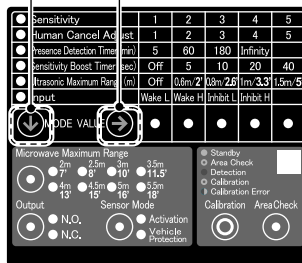 Sensitivity 1 2 3 4 5
Human Cancel Adjust 1 2 3 4 5
Presence Detection Timer (min) 5 60 180 Infinity
Sensitivity Boost Timer (sec) Off 5 10 20 40
Ultrasonic Maximum Range (m) Off 0.6m/2' 0.8m/2.6' 1m/3.3' 1.5m/5'
Input Wake L Wake H Inhibit L Inhibit H
MODE VALUE
Microwave Maximum Range
2m 7' 2.5m 8' 3m 10' 3.5m 11.5'
4m 13' 4.5m 15' 5m 16' 5.5m 18'
Standby
Area Check
Detection
Calibration
Calibration Error
Output Sensor Mode Calibration Area Check
N.O. Activation
N.C. Vehicle Protection